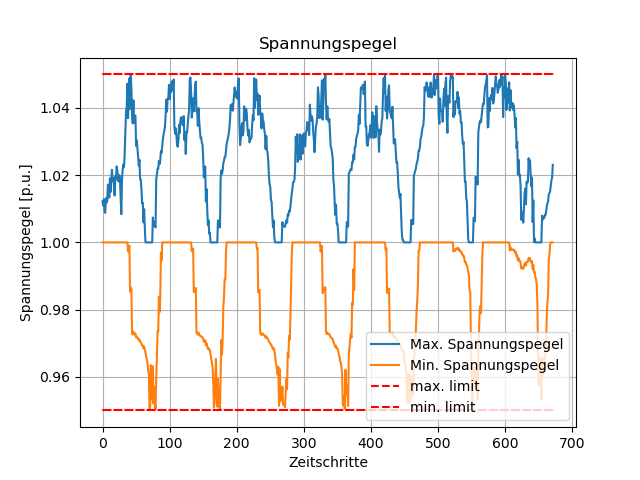 Spannungspegel
Spannungspegel [p.u.]
1.04
1.02
1.00
0.98
0.96
0
100
200
300
400
500
600
700
Zeitschritte
Max. Spannungspegel
Min. Spannungspegel
max. limit
min. limit